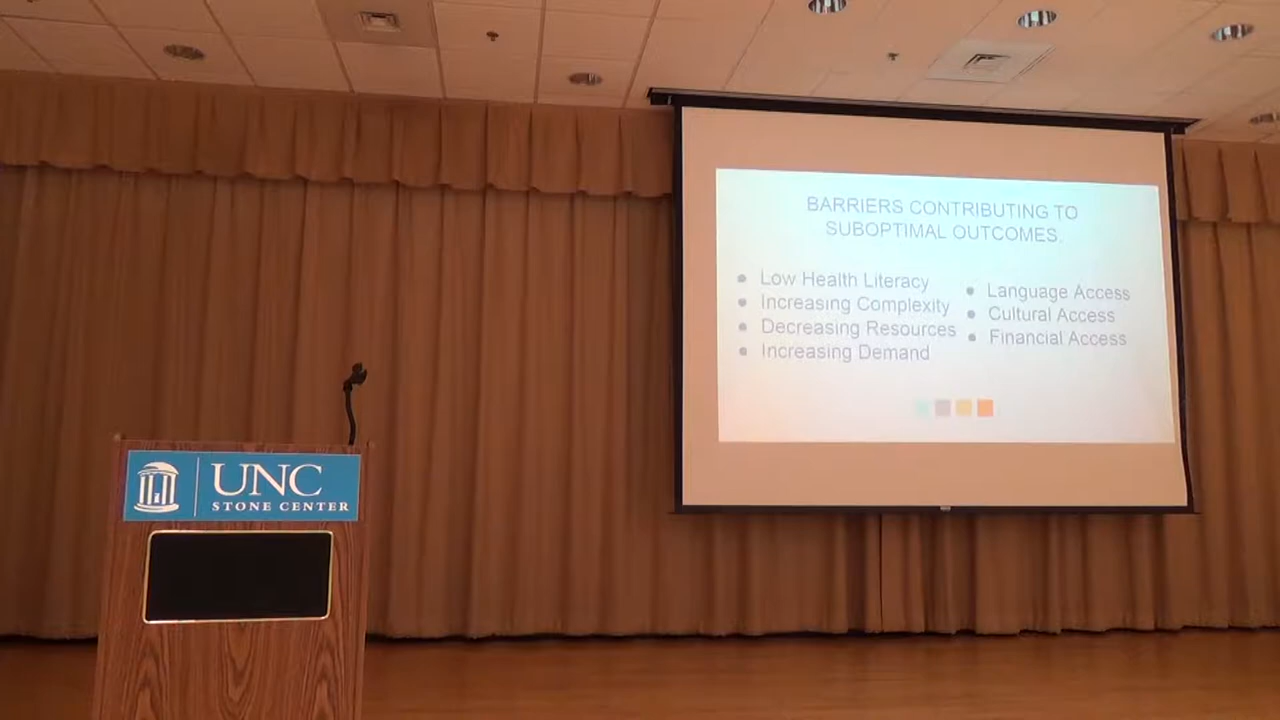 BARRIERS CONTRIBUTING TO
SUBOPTIMAL OUTCOMES.
Low Health Literacy
Increasing Complexity
Decreasing Resources
Increasing Demand
Language Access
Cultural Access
Financial Access
UNC
STONE CENTER